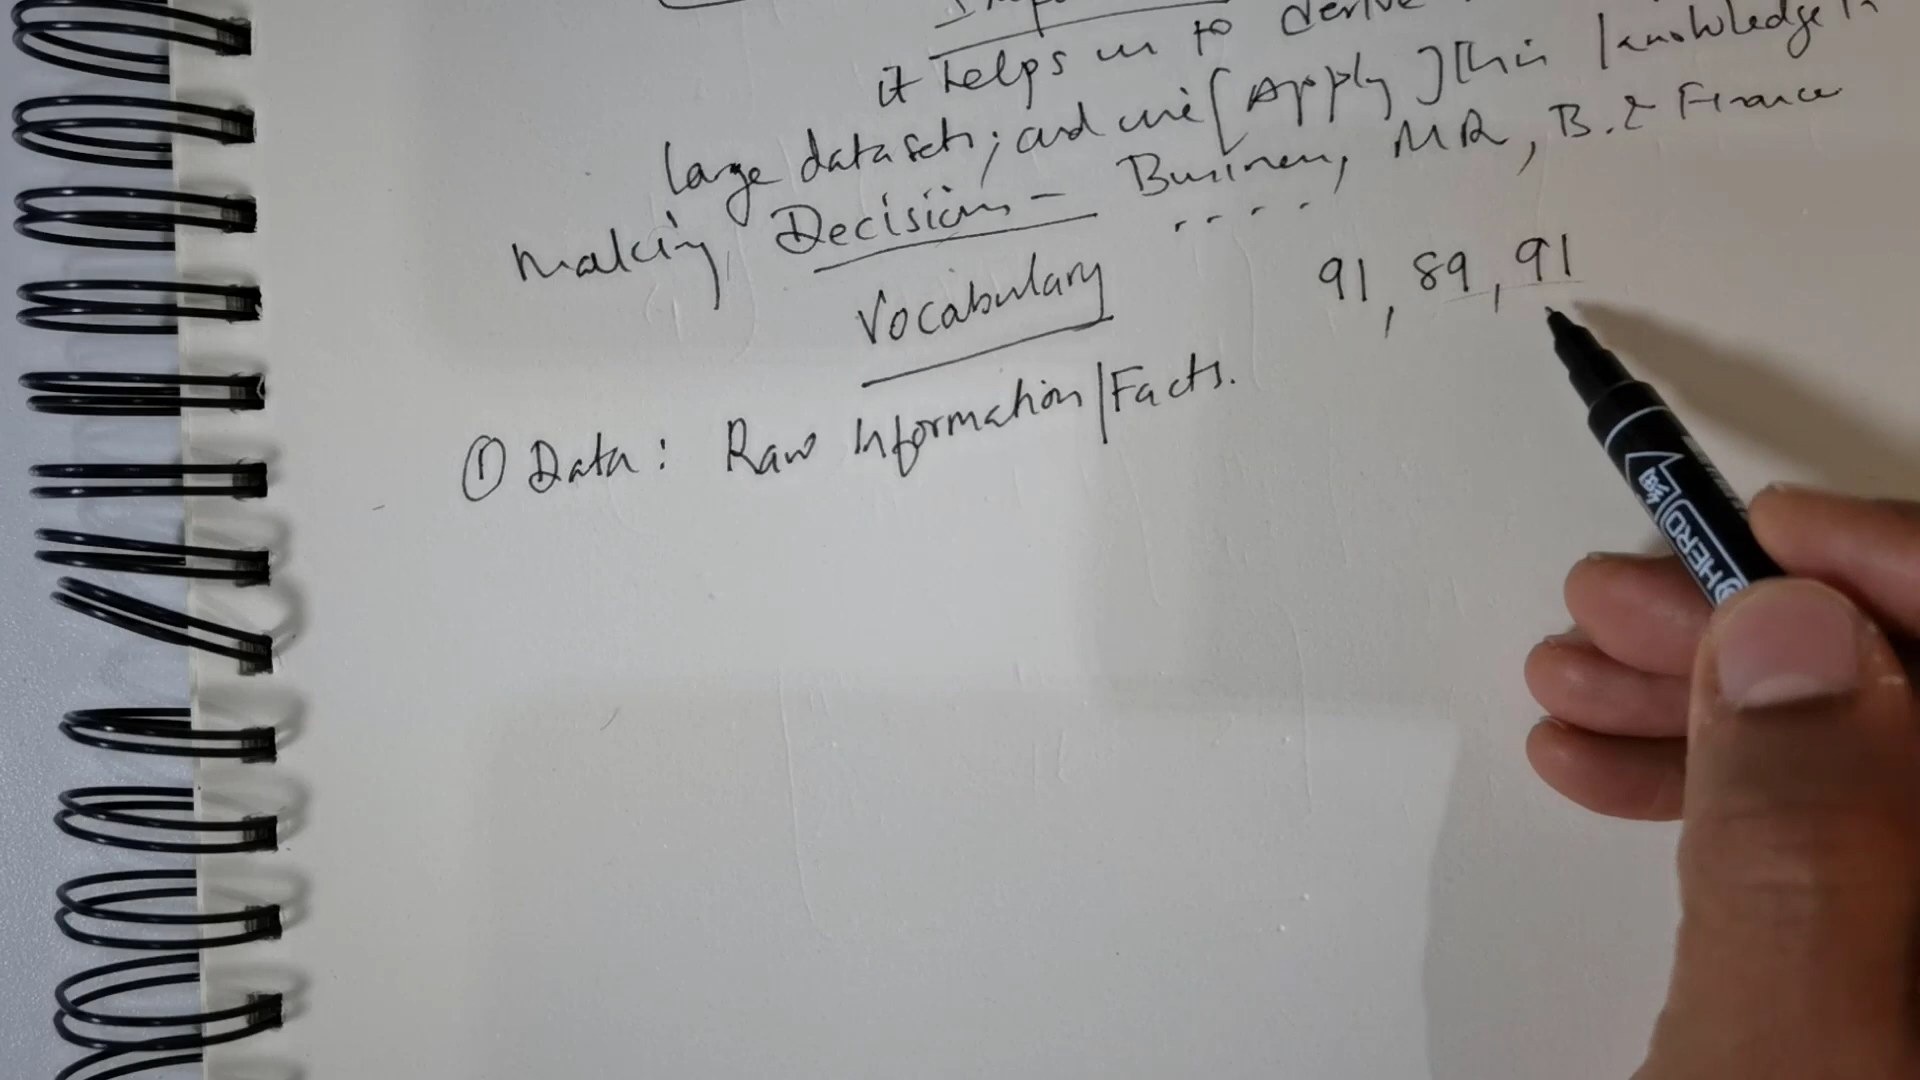 it helps us to derive
large datasets; and use [Apply] this knowledge in
making Decisions - Business, MR, B. & Finance
....
Vocabulary
91, 89, 91
① Data: Raw Information/Facts.
HERO